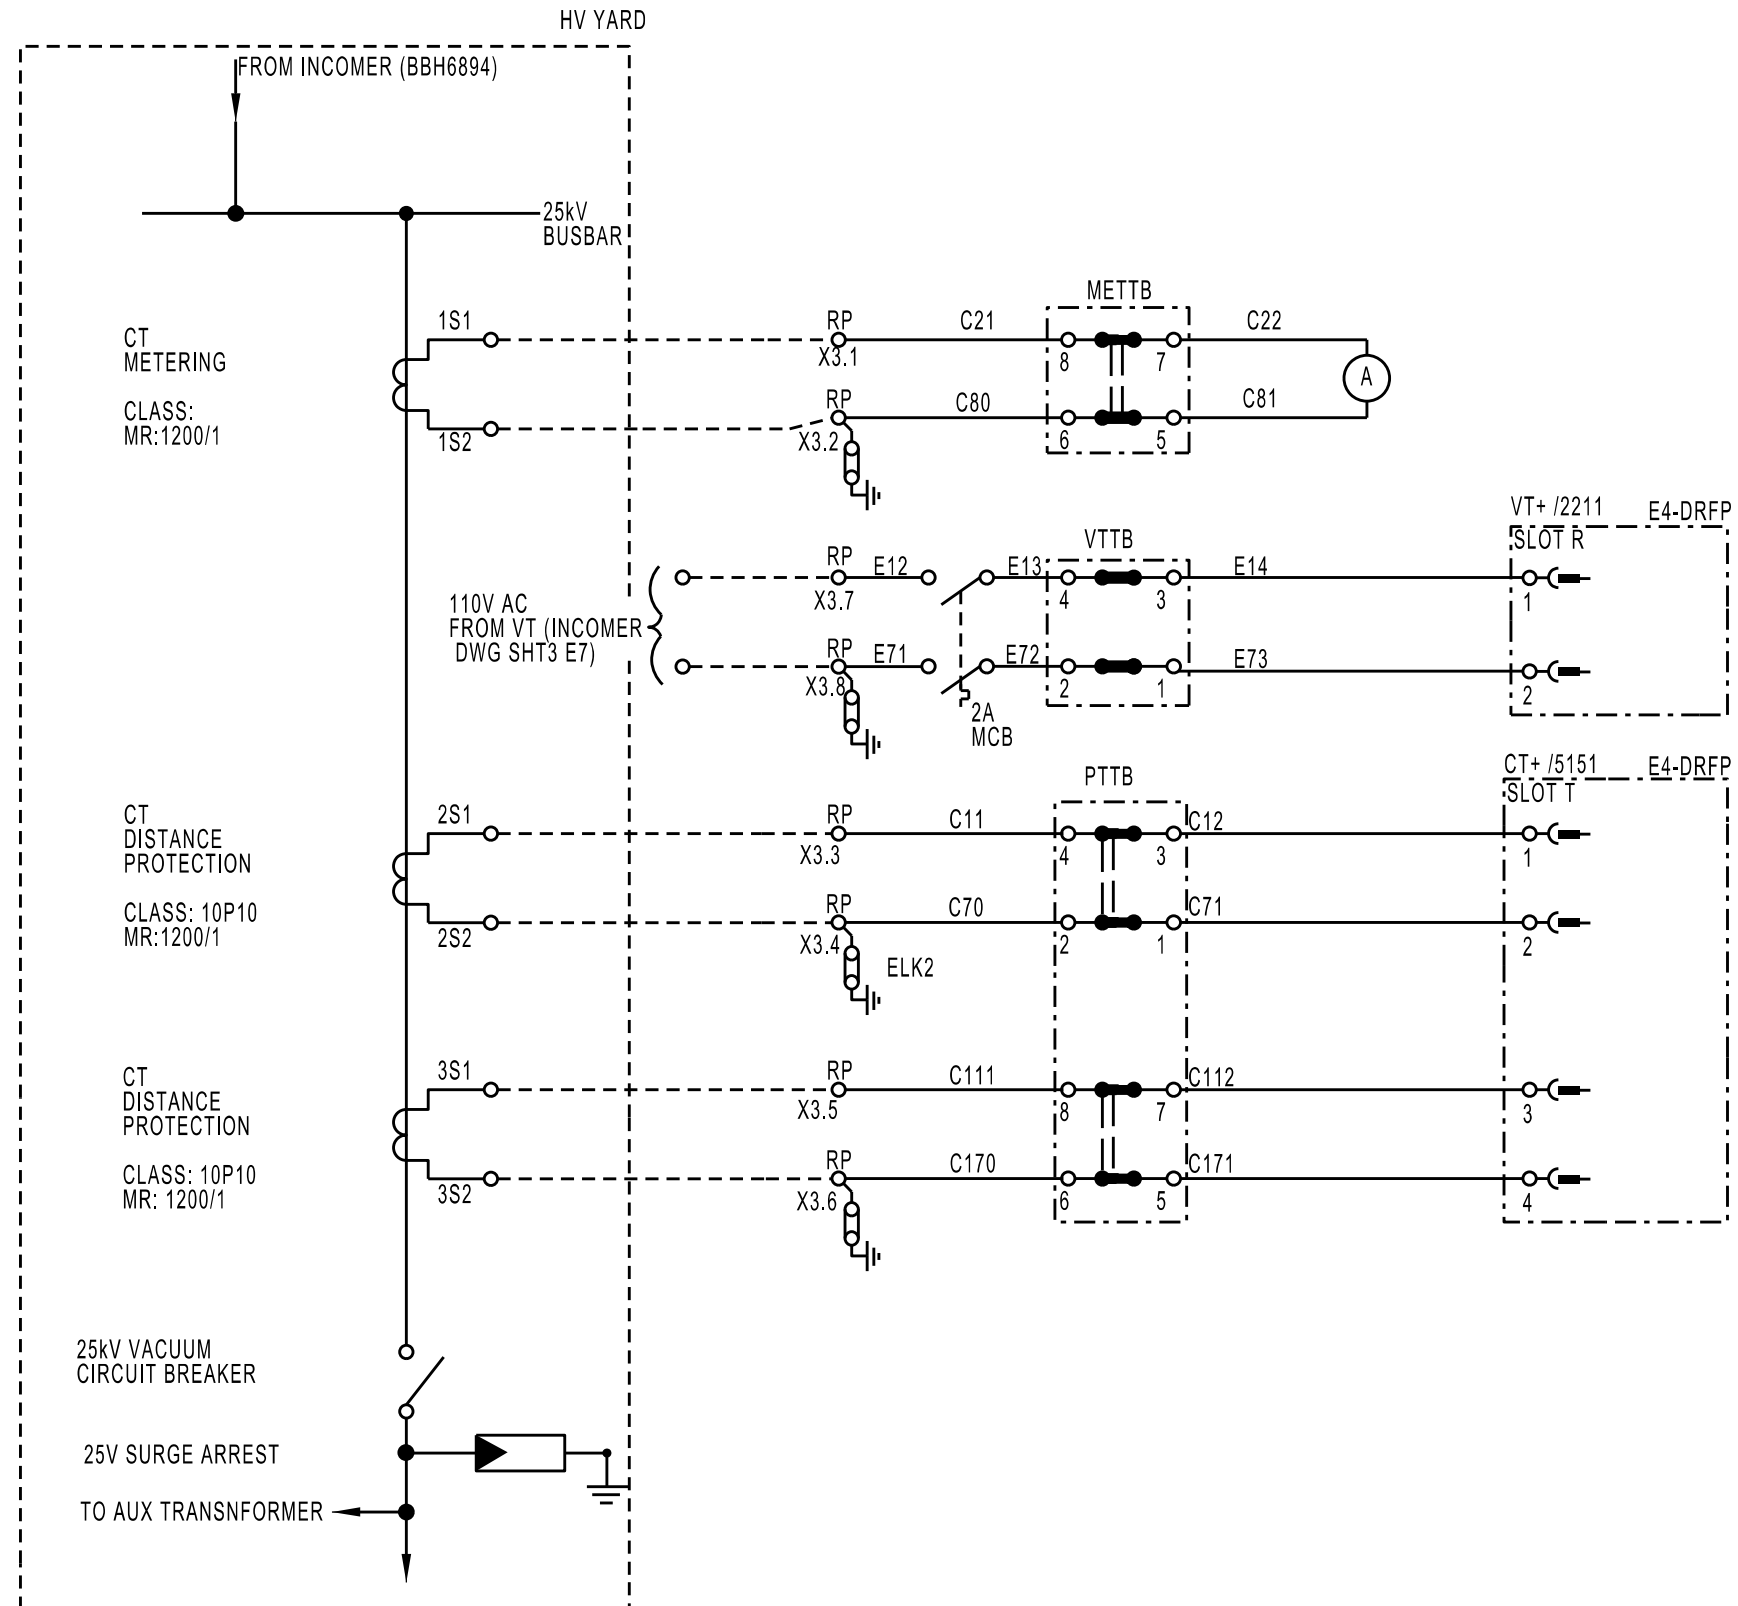 HV YARD
FROM INCOMER (BBH6894)
25kV
BUSBAR
CT
METERING
CLASS:
MR:1200/1
1S1
1S2
RP
X3.1
C21
RP
X3.2
C80
METTB
8
7
6
5
C22
C81
A
110V AC
FROM VT (INCOMER
DWG SHT3 E7)
RP
X3.7
E12
E13
RP
X3.8
E71
E72
2A
MCB
VTTB
4
3
2
1
E14
E73
VT+ /2211
E4-DRFP
SLOT R
1
2
CT
DISTANCE
PROTECTION
CLASS: 10P10
MR:1200/1
2S1
2S2
RP
X3.3
C11
RP
X3.4
C70
ELK2
PTTB
4
3
2
1
C12
C71
CT+ /5151
E4-DRFP
SLOT T
1
2
CT
DISTANCE
PROTECTION
CLASS: 10P10
MR: 1200/1
3S1
3S2
RP
X3.5
C111
RP
X3.6
C170
8
7
6
5
C112
C171
3
4
25kV VACUUM
CIRCUIT BREAKER
25V SURGE ARREST
TO AUX TRANSNFORMER